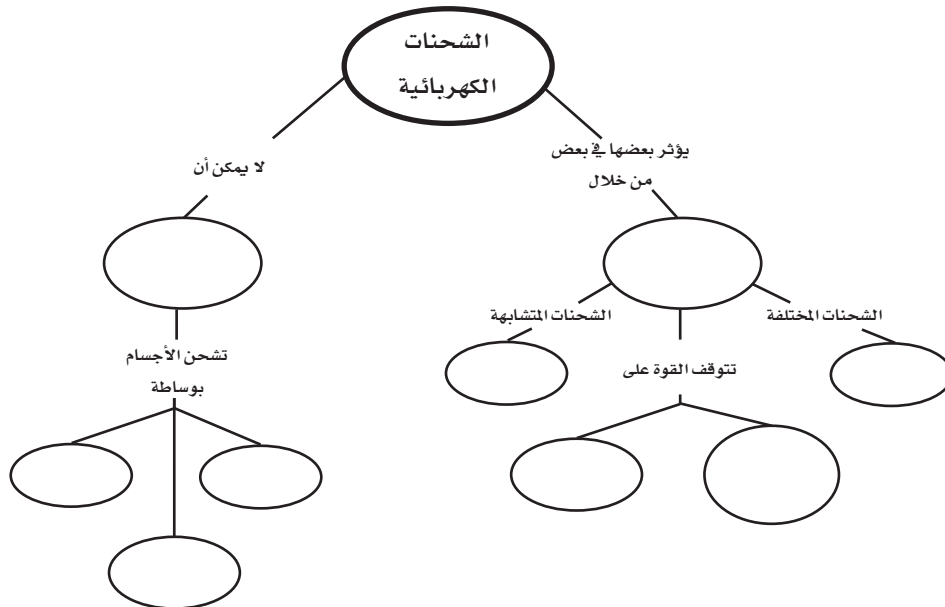 الشحنات
الكهربائية
يؤثر بعضها في بعض
من خلال
لا يمكن أن
الشحنات المختلفة
الشحنات المتشابهة
تتوقف القوة على
تشحن الأجسام
بوساطة